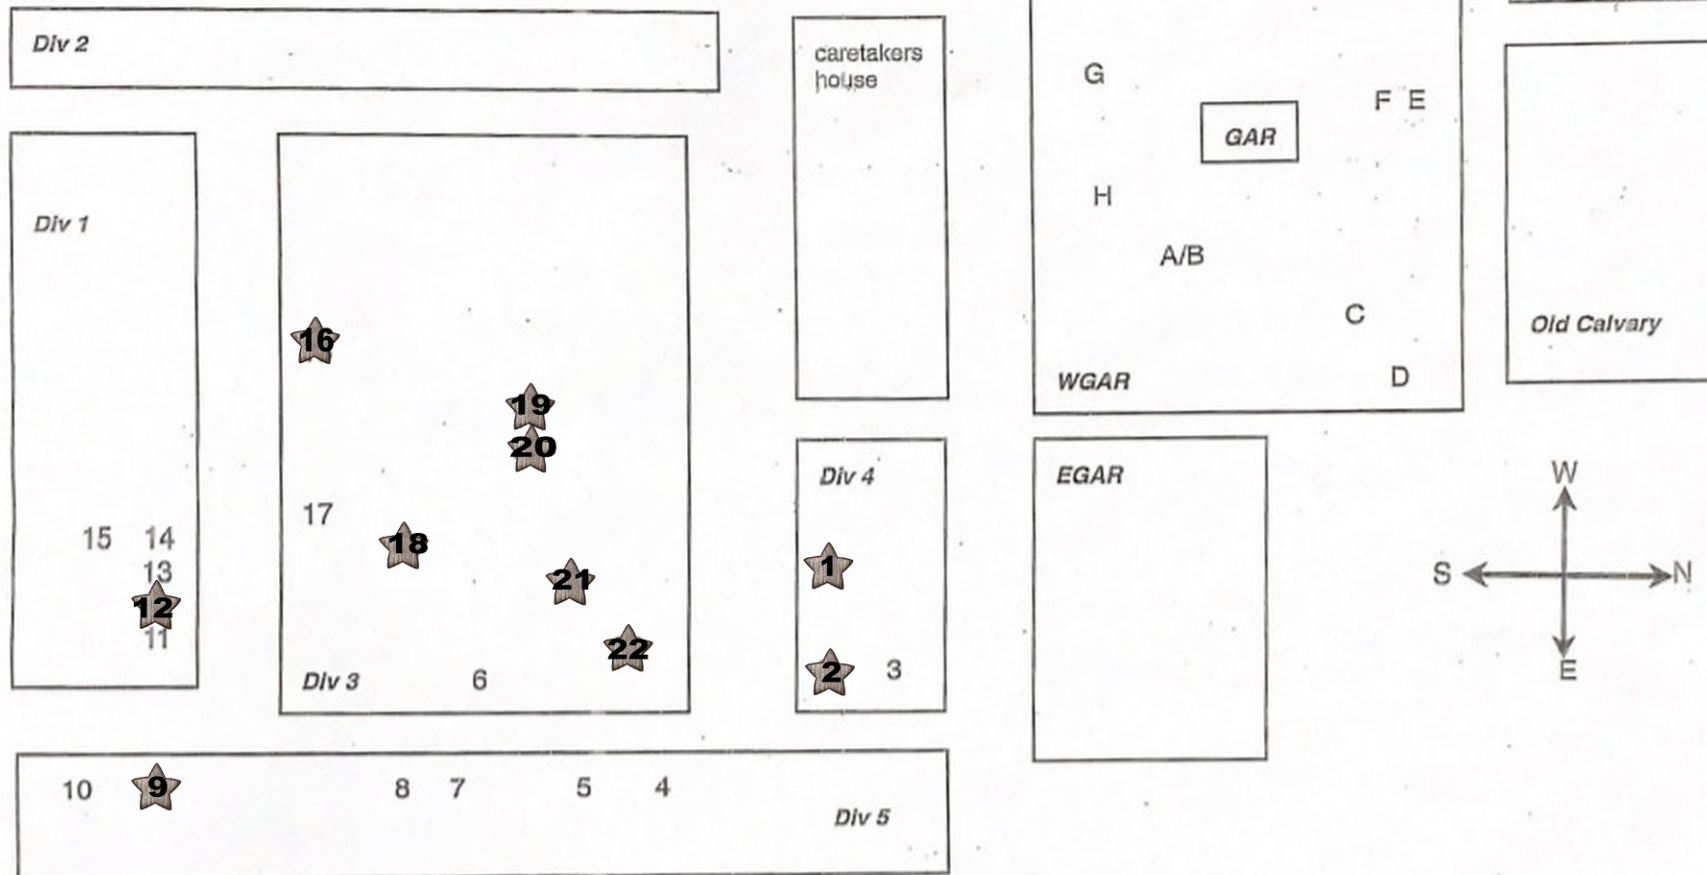 Div 2
caretakers
house
G
F E
GAR
H
A/B
C
D
WGAR
Old Calvary
Div 1
15 14
13
12
11
16
19
20
17
18
21
22
Div 3
6
Div 4
1
2
3
EGAR
W
S
N
E
10
9
8
7
5
4
Div 5